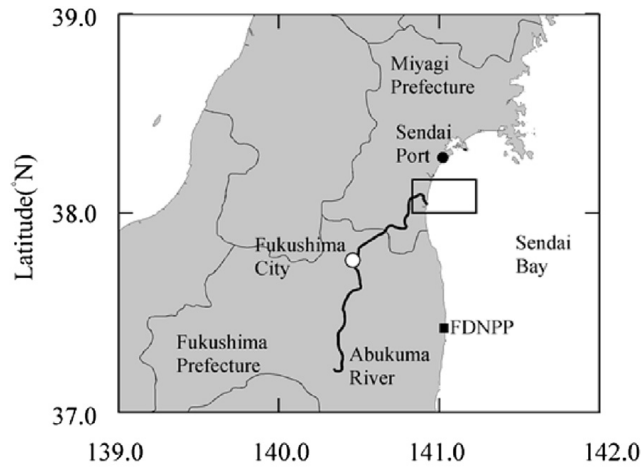 39.0
Miyagi
Prefecture
Sendai
Port
Latitude(°N)
38.0
Fukushima
City
Sendai
Bay
Fukushima
Prefecture
Abukuma
River
FDNPP
37.0
139.0 140.0 141.0 142.0